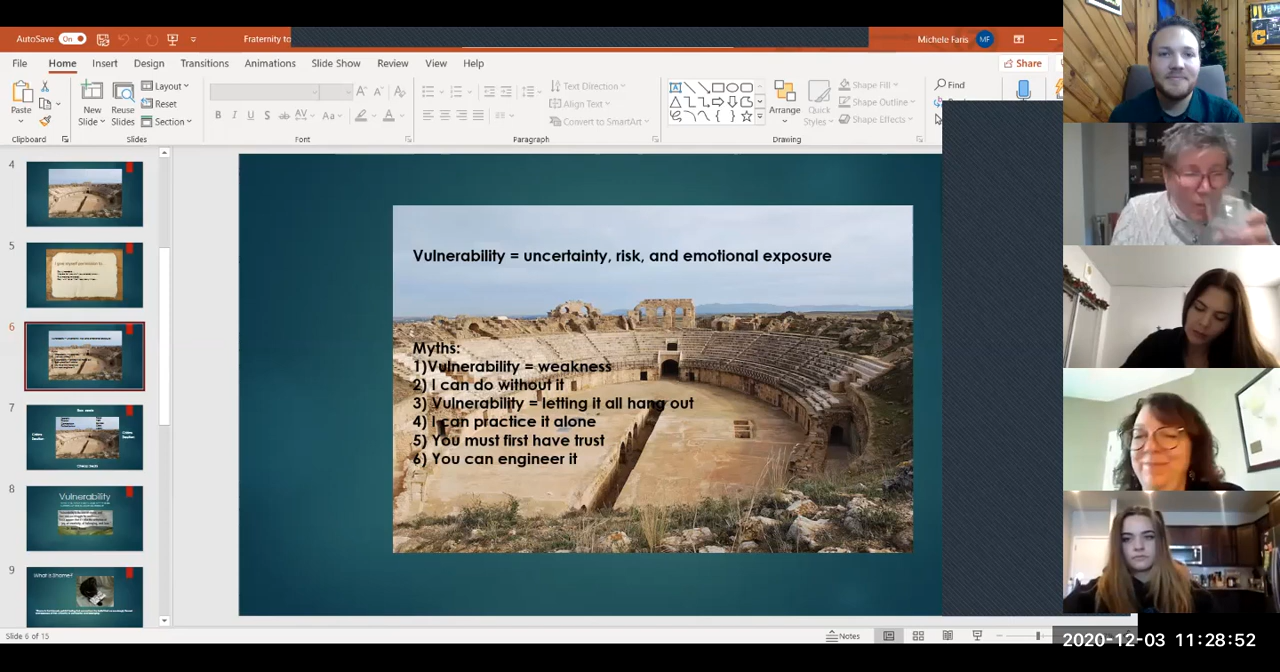 AutoSave
On
Fraternity to
Michele Faris
MF
File
Home
Insert
Design
Transitions
Animations
Slide Show
Review
View
Help
Share
Paste
New
Slide
Reuse
Slides
Layout
Reset
Section
B I U S ab AV Aa
Text Direction
Align Text
Convert to SmartArt
Arrange
Quick
Styles
Shape Fill
Shape Outline
Shape Effects
Find
Clipboard
Slides
Font
Paragraph
Drawing
4
5
6
7
8
Vulnerability
9
What is Shame?
Vulnerability = uncertainty, risk, and emotional exposure
Myths:
1)Vulnerability = weakness
2) I can do without it
3) Vulnerability = letting it all hang out
4) I can practice it alone
5) You must first have trust
6) You can engineer it
Slide 6 of 15
Notes
2020-12-03 11:28:52